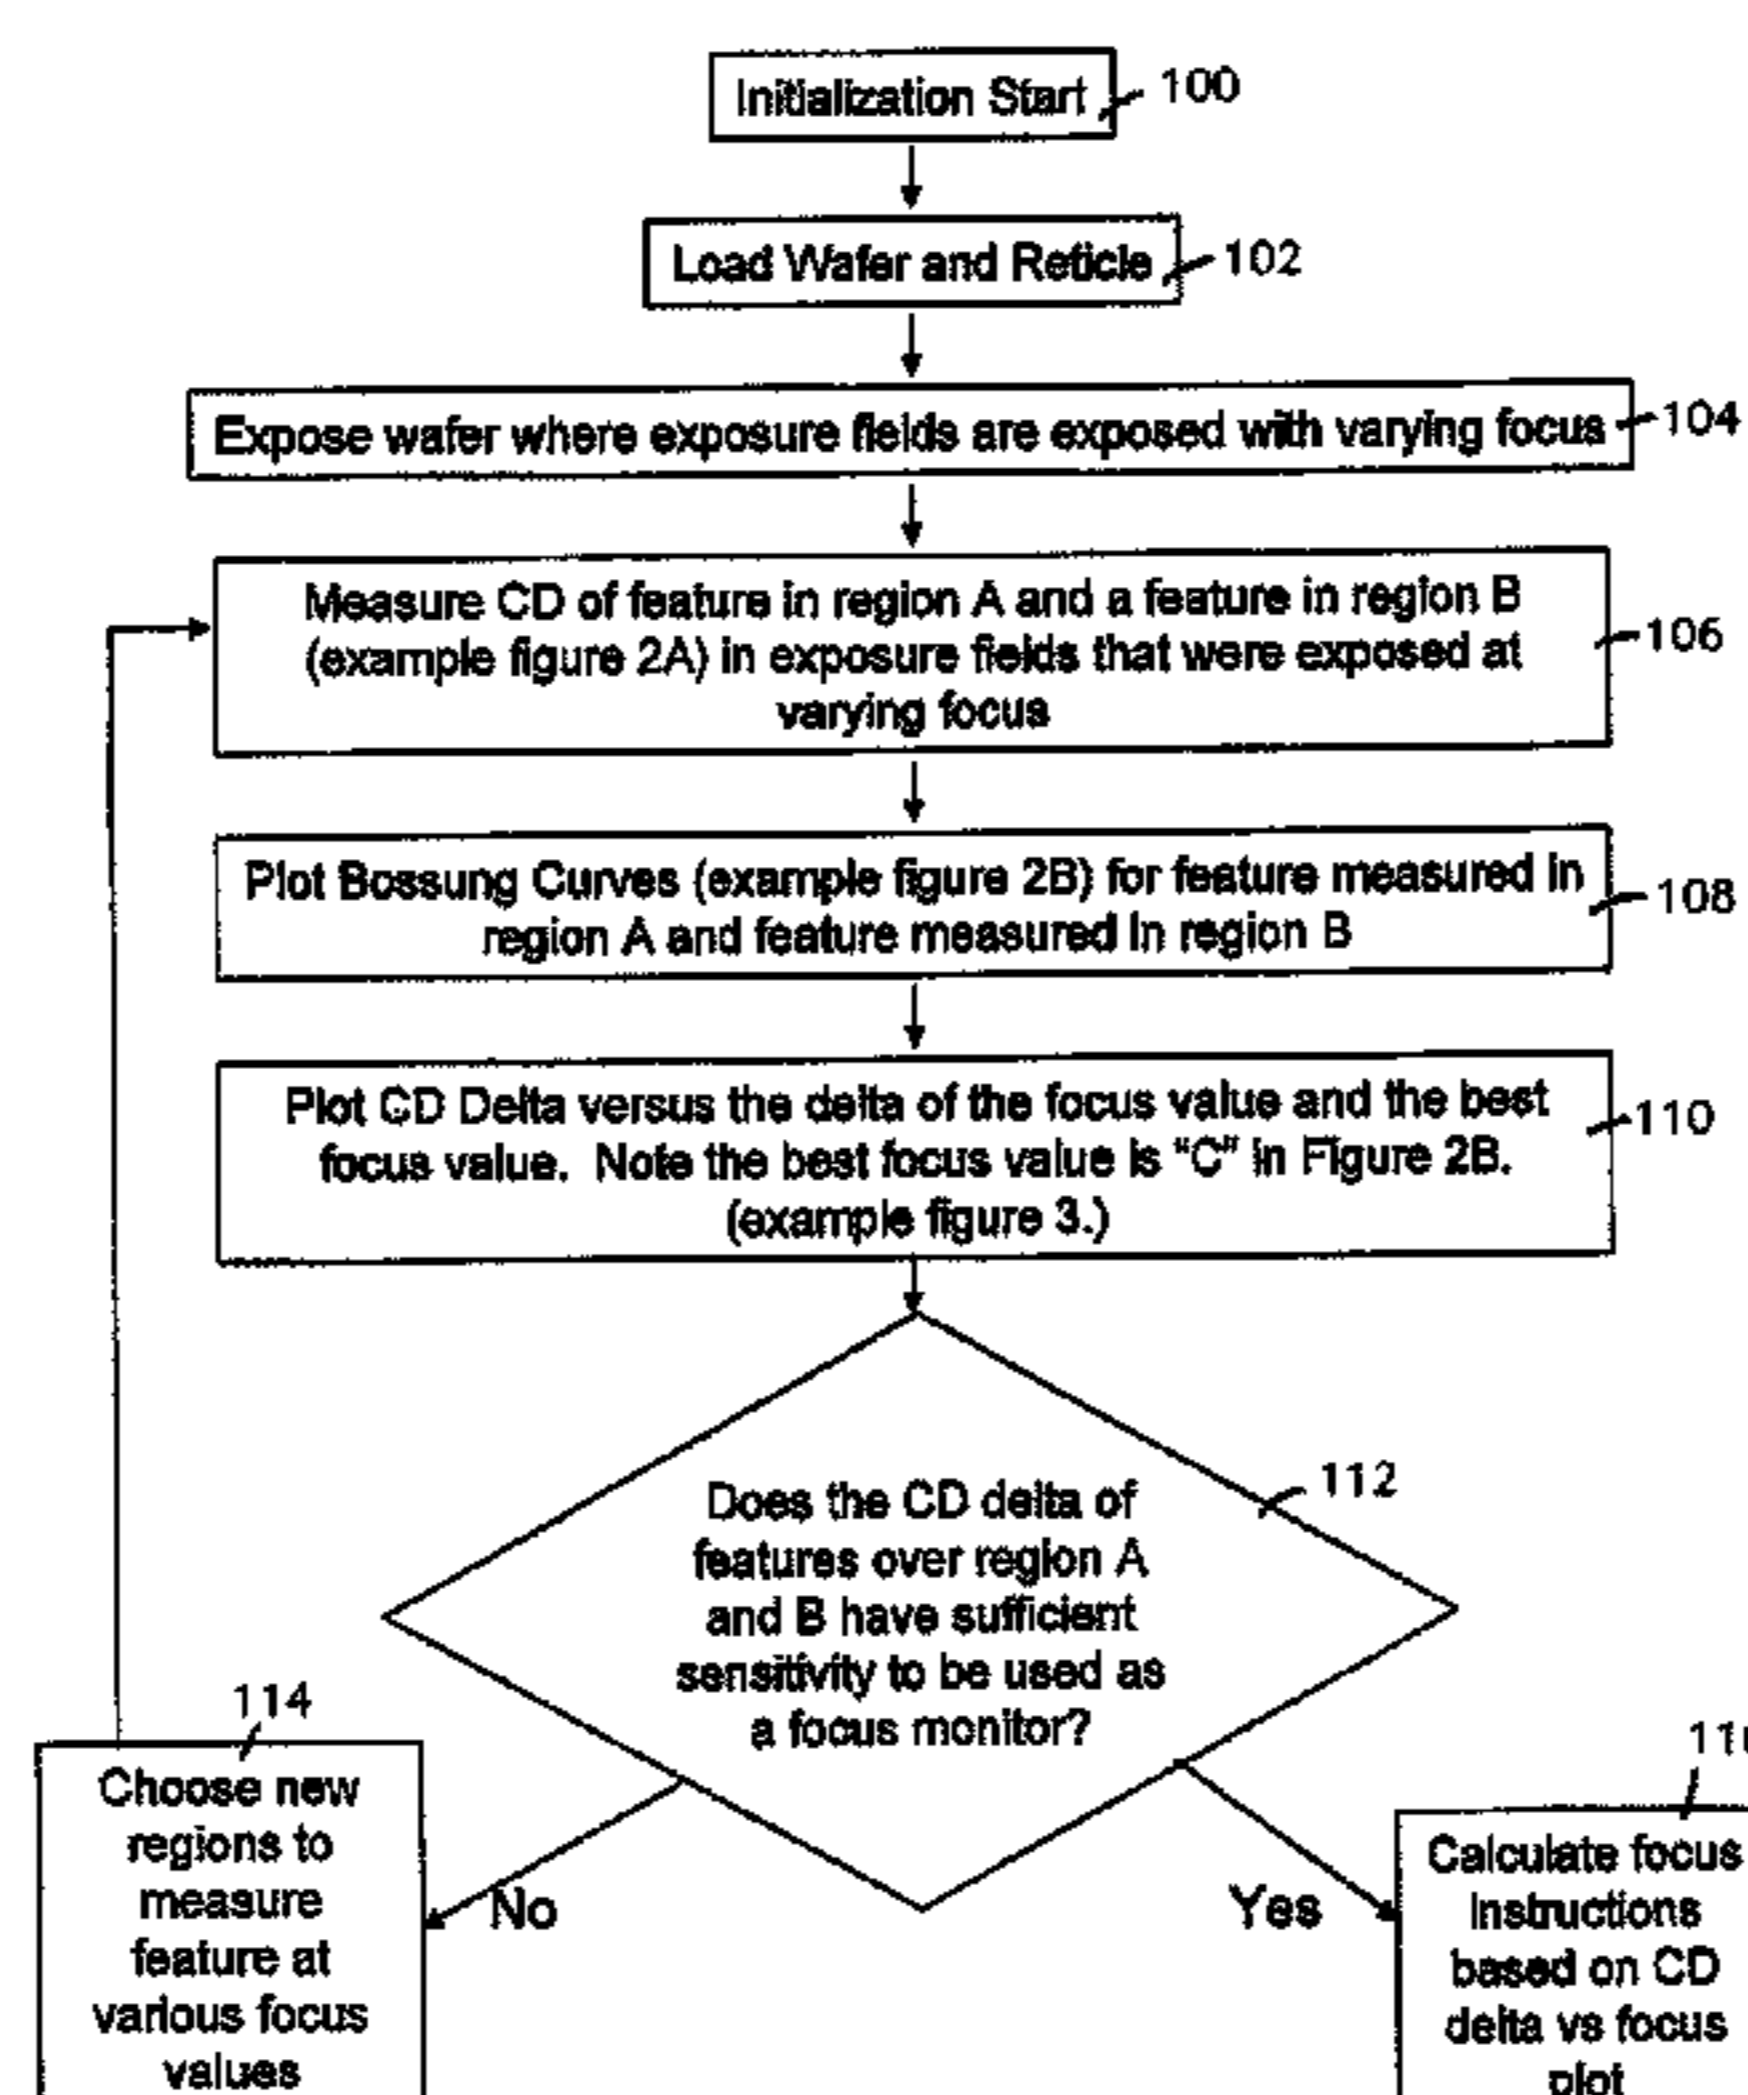 Initialization Start
100
Load Wafer and Reticle
102
Expose wafer where exposure fields are exposed with varying focus
104
Measure CD of feature in region A and a feature in region B
(example figure 2A) in exposure fields that were exposed at
varying focus
106
Plot Bossung Curves (example figure 2B) for feature measured in
region A and feature measured in region B
108
Plot CD Delta versus the delta of the focus value and the best
focus value. Note the best focus value is "C" in Figure 2B.
(example figure 3.)
110
Does the CD delta of
features over region A
and B have sufficient
sensitivity to be used as
a focus monitor?
112
114
Choose new
regions to
measure
feature at
various focus
values
No
Yes
Calculate focus
instructions
based on CD
delta vs focus
plot